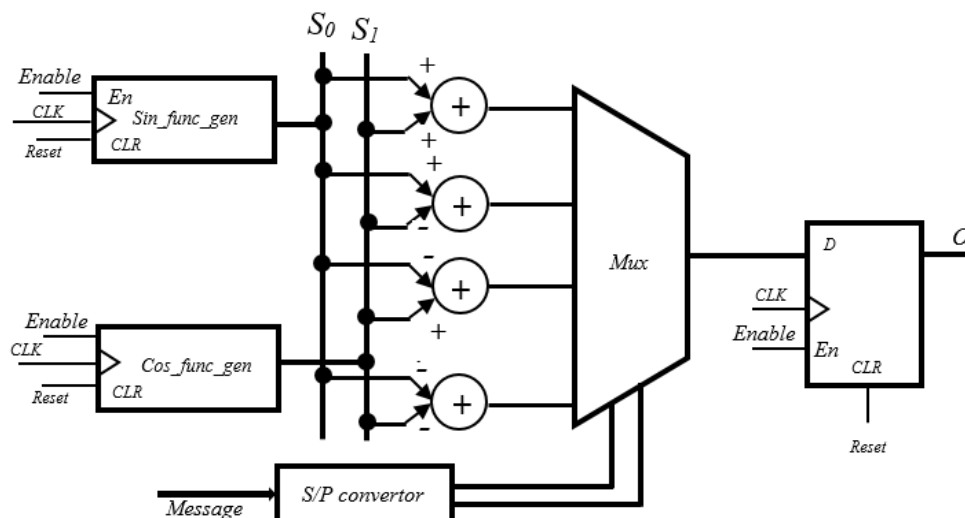 S0 S1
Enable
En
CLK
Sin_func_gen
Reset
CLR
+
+
+
+
-
+
-
+
+
-
+
-
Mux
Enable
CLK
Cos_func_gen
Reset
CLR
D
CLK
Enable
En
CLR
Reset
S/P convertor
Message